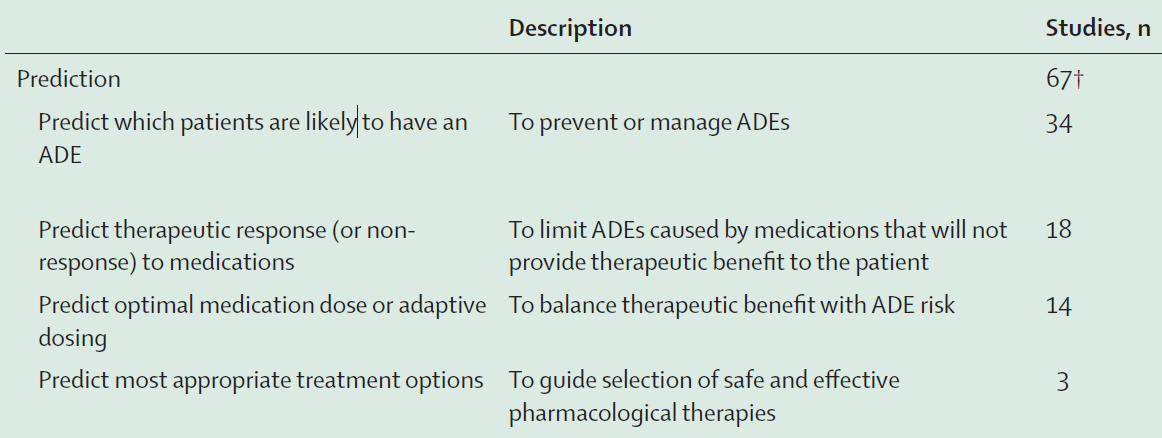 Description Studies, n
Prediction 67†
Predict which patients are likely to have an To prevent or manage ADEs 34
ADE
Predict therapeutic response (or non- To limit ADEs caused by medications that will not 18
response) to medications provide therapeutic benefit to the patient
Predict optimal medication dose or adaptive To balance therapeutic benefit with ADE risk 14
dosing
Predict most appropriate treatment options To guide selection of safe and effective 3
pharmacological therapies